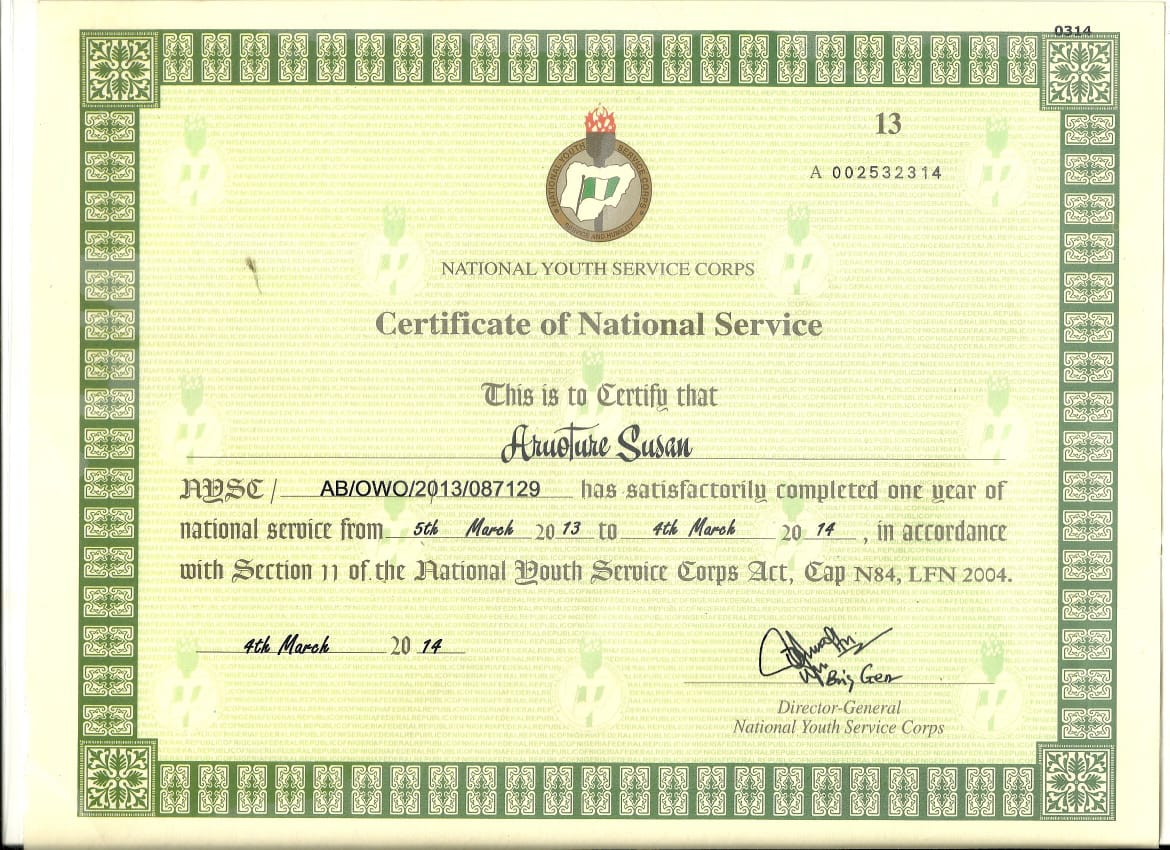 0314
13
A 002532314
NATIONAL YOUTH SERVICE CORPS
SERVICE AND HUMILITY
NATIONAL YOUTH SERVICE CORPS
Certificate of National Service
This is to Certify that
Aruoture Susan
NYSC / AB/OWO/2013/087129 has satisfactorily completed one year of
national service from 5th March 20 13 to 4th March 20 14 , in accordance
with Section 11 of the National Youth Service Corps Act, Cap N84, LFN 2004.
4th March 20 14
Brig Gen
Director-General
National Youth Service Corps